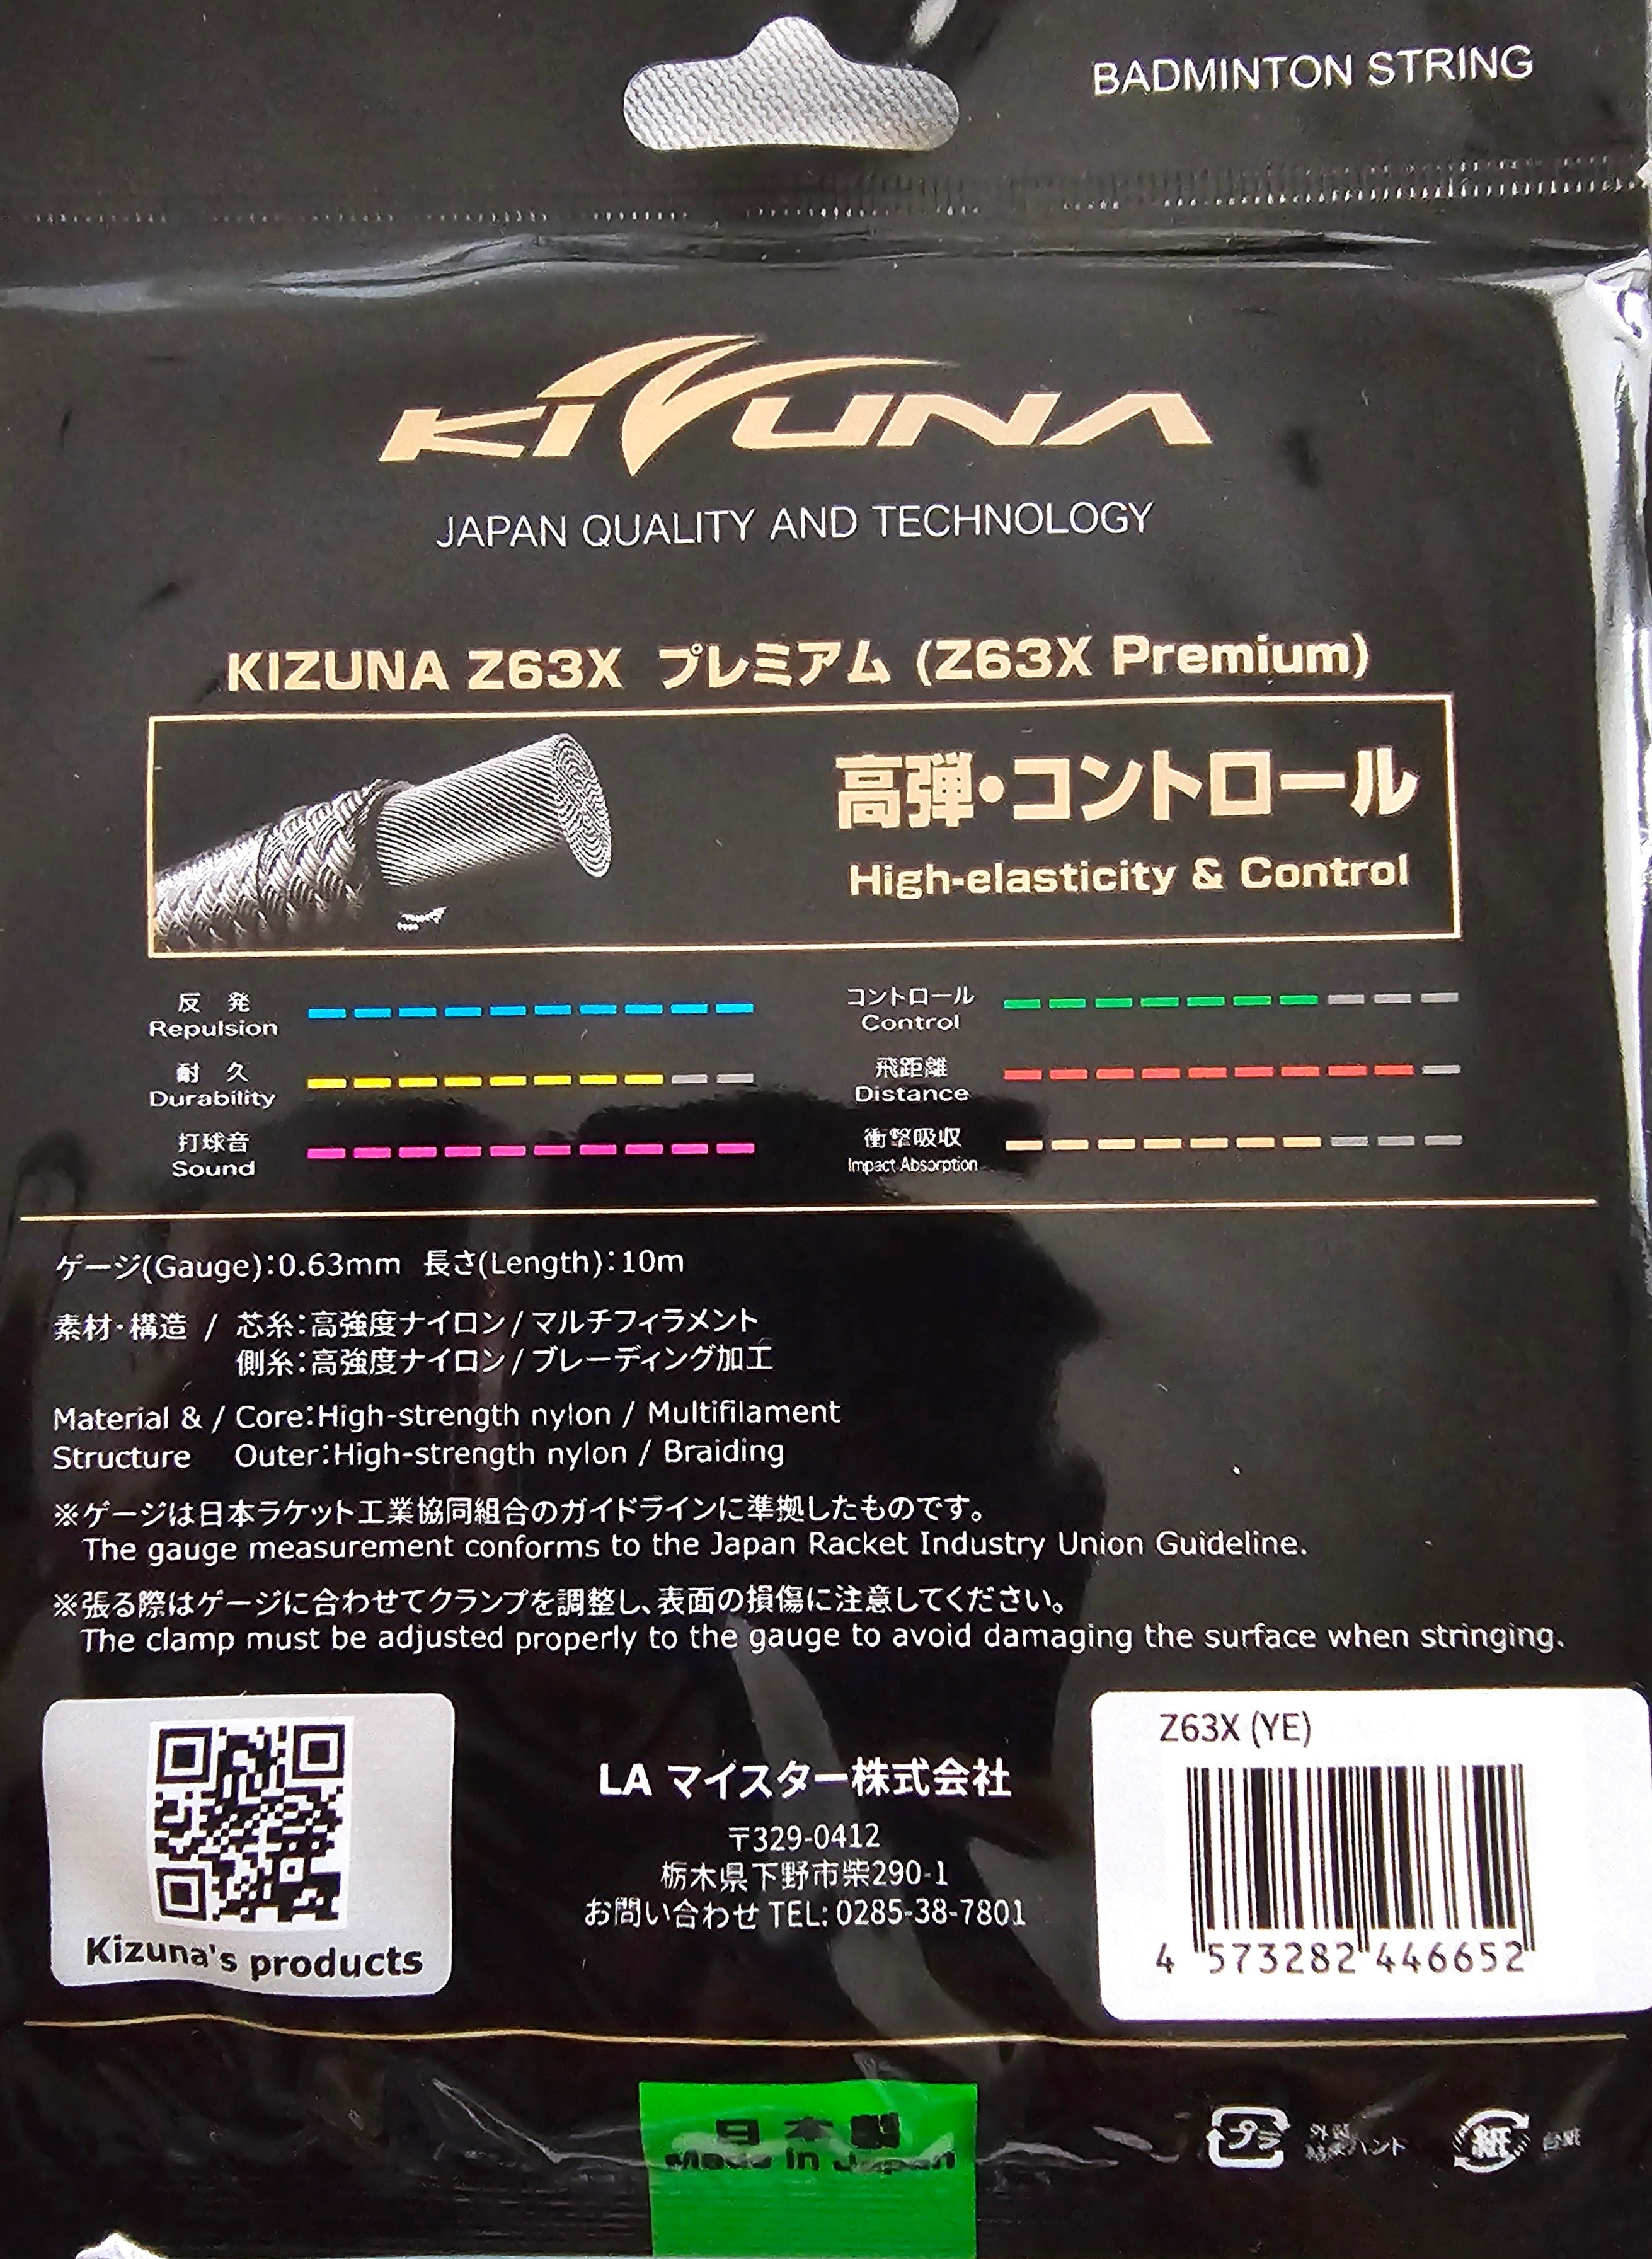 BADMINTON STRING
KIZUNA
JAPAN QUALITY AND TECHNOLOGY
KIZUNA Z63X プレミアム (Z63X Premium)
高弾・コントロール
High-elasticity & Control
反 発
Repulsion
コントロール
Control
耐 久
Durability
飛距離
Distance
打球音
Sound
衝撃吸収
Impact Absorption
ゲージ(Gauge):0.63mm 長さ(Length):10m
素材・構造 / 芯糸:高強度ナイロン/マルチフィラメント
側糸:高強度ナイロン/ブレーディング加工
Material & / Core:High-strength nylon / Multifilament
Structure Outer:High-strength nylon / Braiding
※ゲージは日本ラケット工業協同組合のガイドラインに準拠したものです。
The gauge measurement conforms to the Japan Racket Industry Union Guideline.
※張る際はゲージに合わせてクランプを調整し、表面の損傷に注意してください。
The clamp must be adjusted properly to the gauge to avoid damaging the surface when stringing.
Kizuna's products
LA マイスター株式会社
〒329-0412
栃木県下野市柴290-1
お問い合わせ TEL: 0285-38-7801
Z63X (YE)
4 573282 446652
日本製
Made in Japan
プラ
紙
台紙